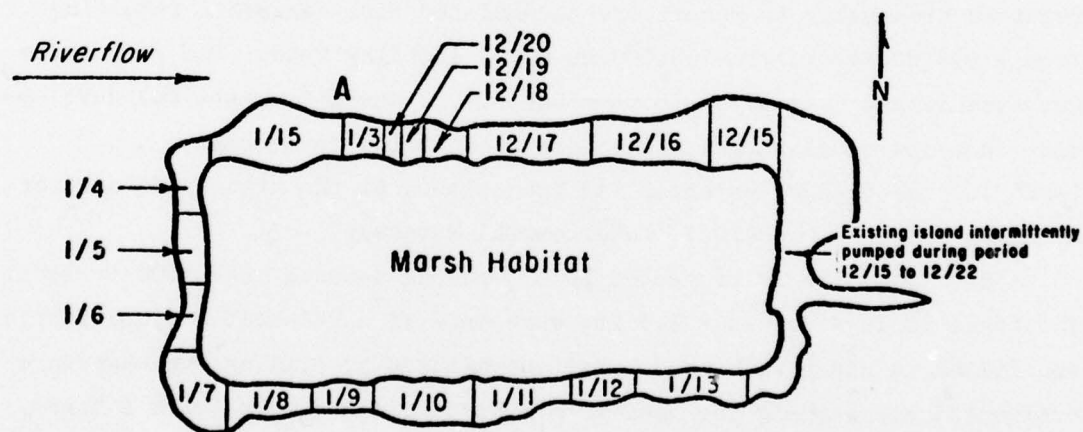 Riverflow
A
12/20
12/19
12/18
N
1/15
1/3
12/17
12/16
12/15
1/4
1/5
1/6
Marsh Habitat
Existing island intermittently
pumped during period
12/15 to 12/22
1/7
1/8
1/9
1/10
1/11
1/12
1/13